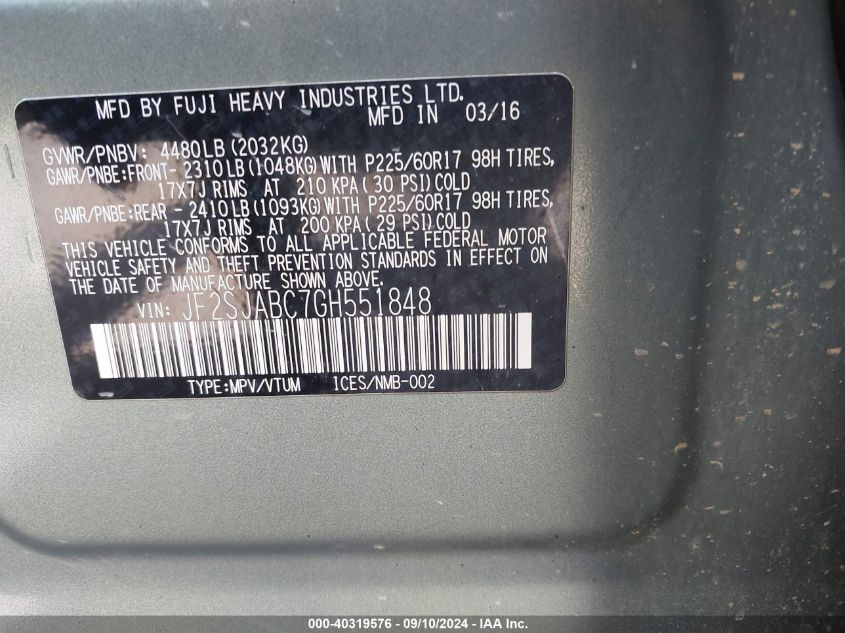 MFD BY FUJI HEAVY INDUSTRIES LTD.
MFD IN 03/16
GVWR/PNBV: 4480LB(2032KG)
GAWR/PNBE:FRONT- 2310LB(1048KG)WITH P225/60R17 98H TIRES,
17X7J RIMS AT 210 KPA(30 PSI)COLD
GAWR/PNBE:REAR - 2410LB(1093KG)WITH P225/60R17 98H TIRES,
17X7J RIMS AT 200 KPA(29 PSI)COLD
THIS VEHICLE CONFORMS TO ALL APPLICABLE FEDERAL MOTOR
VEHICLE SAFETY AND THEFT PREVENTION STANDARDS IN EFFECT ON
THE DATE OF MANUFACTURE SHOWN ABOVE.
VIN: JF2SJABC7GH551848
TYPE:MPV/VTUM ICES/NMB-002
000-40319576 - 09/10/2024 - IAA Inc.